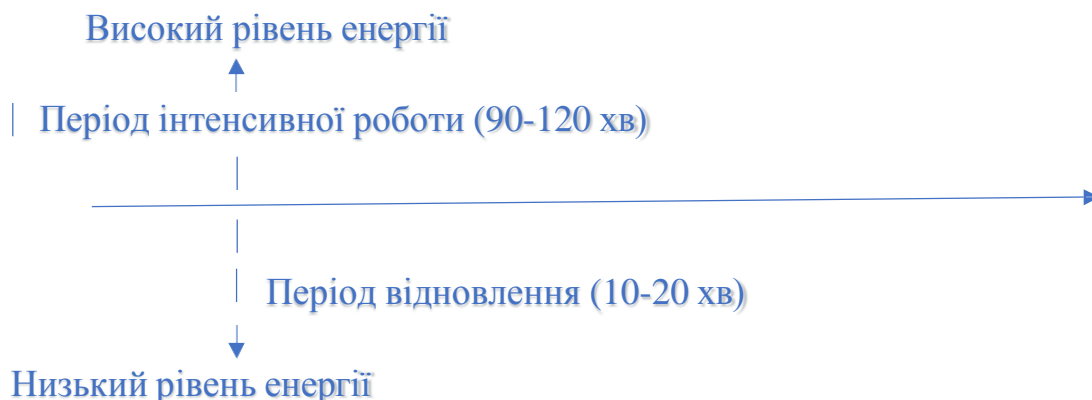 Високий рівень енергії
Період інтенсивної роботи (90-120 хв)
Період відновлення (10-20 хв)
Низький рівень енергії